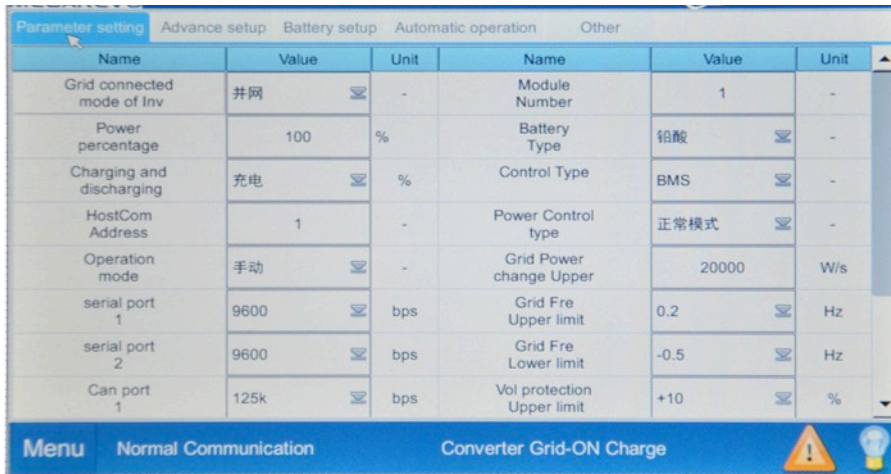 Parameter setting Advance setup Battery setup Automatic operation Other
Name Value Unit Name Value Unit
Grid connected mode of Inv 并网 - Module Number 1 -
Power percentage 100 % Battery Type 铅酸 -
Charging and discharging 充电 % Control Type BMS -
HostCom Address 1 - Power Control type 正常模式 -
Operation mode 手动 - Grid Power change Upper 20000 W/s
serial port 1 9600 bps Grid Fre Upper limit 0.2 Hz
serial port 2 9600 bps Grid Fre Lower limit -0.5 Hz
Can port 1 125k bps Vol protection Upper limit +10 %
Menu Normal Communication Converter Grid-ON Charge